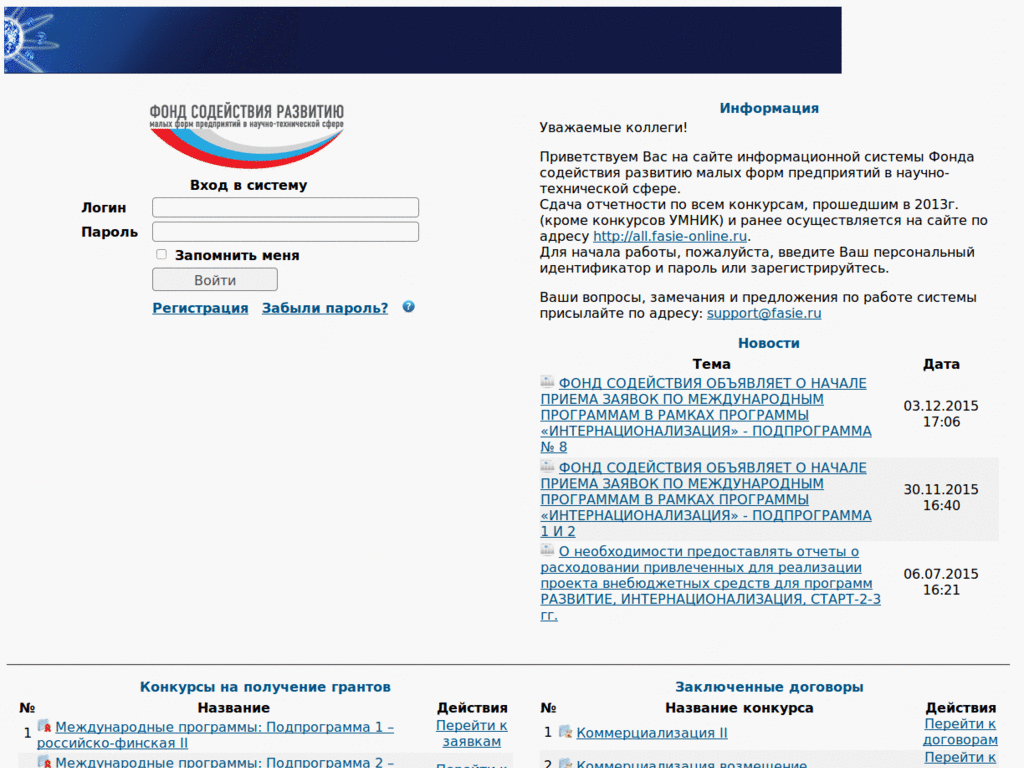 ФОНД СОДЕЙСТВИЯ РАЗВИТИЮ
малых форм предприятий в научно-технической сфере
Вход в систему
Логин
Пароль
Запомнить меня
Войти
Регистрация Забыли пароль? ?
Информация
Уважаемые коллеги!
Приветствуем Вас на сайте информационной системы Фонда
содействия развитию малых форм предприятий в научно-
технической сфере.
Сдача отчетности по всем конкурсам, прошедшим в 2013г.
(кроме конкурсов УМНИК) и ранее осуществляется на сайте по
адресу http://all.fasie-online.ru.
Для начала работы, пожалуйста, введите Ваш персональный
идентификатор и пароль или зарегистрируйтесь.
Ваши вопросы, замечания и предложения по работе системы
присылайте по адресу: support@fasie.ru
Новости
Тема Дата
ФОНД СОДЕЙСТВИЯ ОБЪЯВЛЯЕТ О НАЧАЛЕ
ПРИЕМА ЗАЯВОК ПО МЕЖДУНАРОДНЫМ
ПРОГРАММАМ В РАМКАХ ПРОГРАММЫ
«ИНТЕРНАЦИОНАЛИЗАЦИЯ» - ПОДПРОГРАММА
№ 8
03.12.2015
17:06
ФОНД СОДЕЙСТВИЯ ОБЪЯВЛЯЕТ О НАЧАЛЕ
ПРИЕМА ЗАЯВОК ПО МЕЖДУНАРОДНЫМ
ПРОГРАММАМ В РАМКАХ ПРОГРАММЫ
«ИНТЕРНАЦИОНАЛИЗАЦИЯ» - ПОДПРОГРАММА
1 И 2
30.11.2015
16:40
О необходимости предоставлять отчеты о
расходовании привлеченных для реализации
проекта внебюджетных средств для программ
РАЗВИТИЕ, ИНТЕРНАЦИОНАЛИЗАЦИЯ, СТАРТ-2-3
гг.
06.07.2015
16:21
Конкурсы на получение грантов
№ Название Действия
1 Международные программы: Подпрограмма 1 –
российско-финская II
Перейти к
заявкам
Международные программы: Подпрограмма 2 –
Перейти к
Заключенные договоры
№ Название конкурса Действия
1 Коммерциализация II
Перейти к
договорам
2 Коммерциализация возмещение
Перейти к